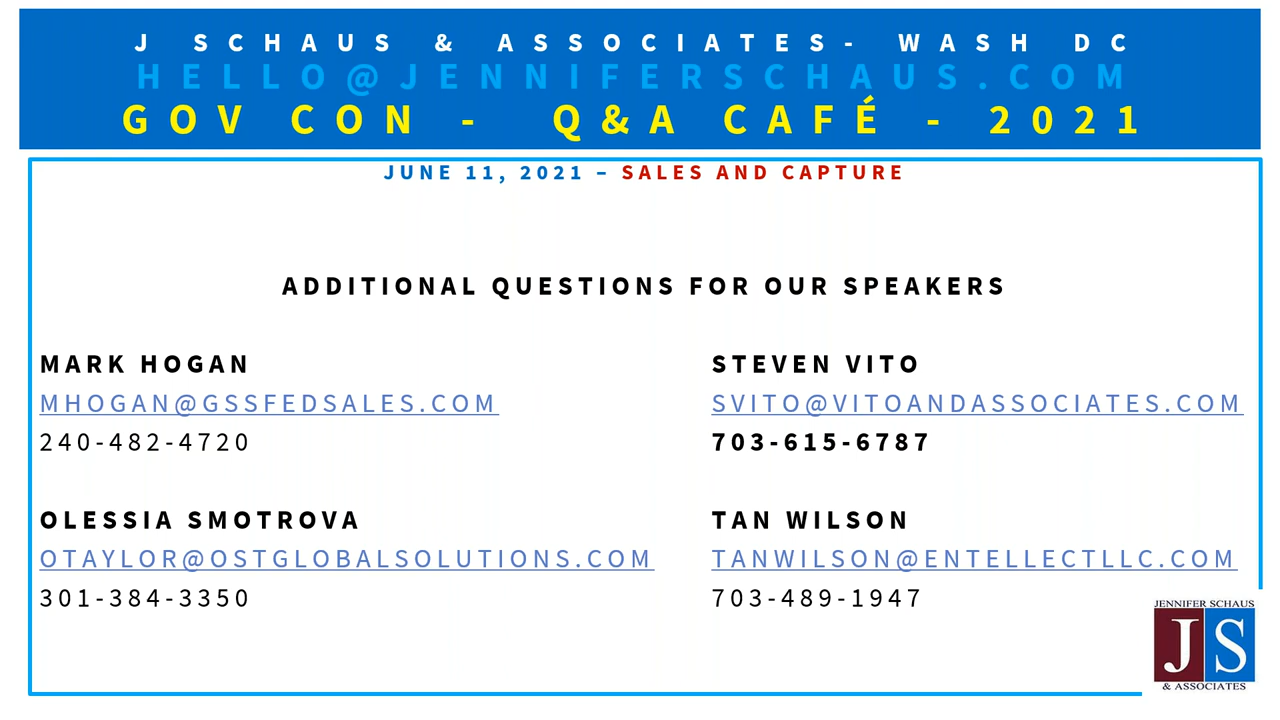 J SCHAUS & ASSOCIATES- WASH DC
HELLO@JENNIFERSCHAUS.COM
GOV CON - Q&A CAFÉ - 2021
JUNE 11, 2021 – SALES AND CAPTURE
ADDITIONAL QUESTIONS FOR OUR SPEAKERS
MARK HOGAN
MHOGAN@GSSFEDSALES.COM
240-482-4720
STEVEN VITO
SVITO@VITOANDASSOCIATES.COM
703-615-6787
OLESSIA SMOTROVA
OTAYLOR@OSTGLOBALSOLUTIONS.COM
301-384-3350
TAN WILSON
TANWILSON@ENTELLECTLLC.COM
703-489-1947
JENNIFER SCHAUS
JS
& ASSOCIATES